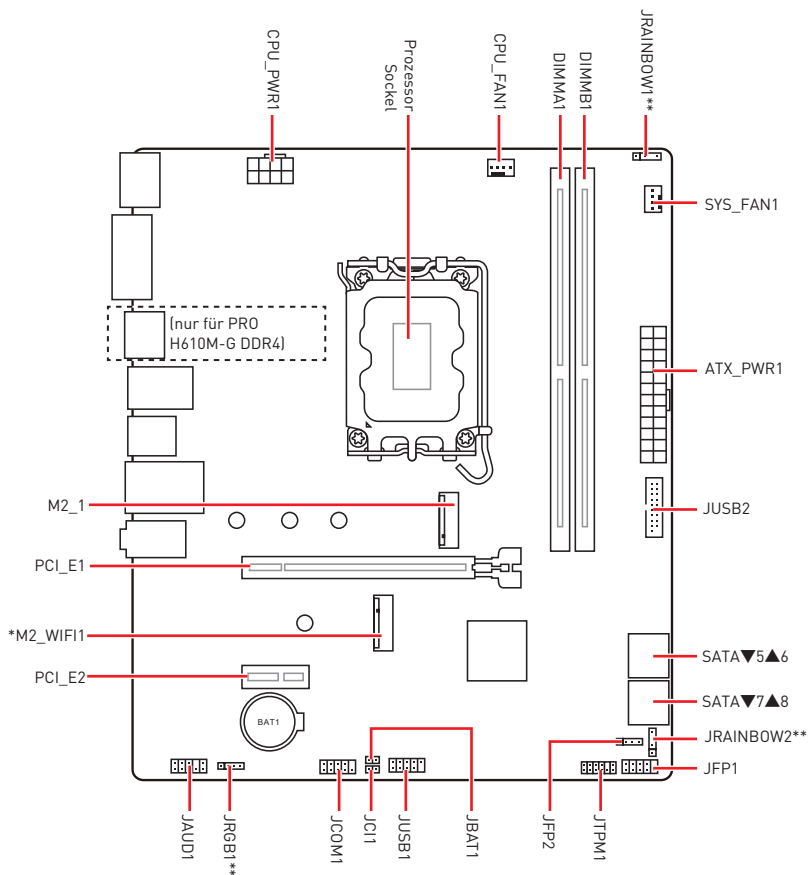 CPU_PWR1
Prozessor
Sockel
CPU_FAN1
DIMMA1
DIMMB1
JRAINBOW1**
SYS_FAN1
(nur für PRO
H610M-G DDR4)
ATX_PWR1
M2_1
JUSB2
PCI_E1
*M2_WIFI1
SATA▼5▲6
PCI_E2
SATA▼7▲8
BAT1
JRAINBOW2**
JFP1
JAUD1
JRGB1**
JCOM1
JCI1
JUSB1
JBAT1
JFP2
JTPM1